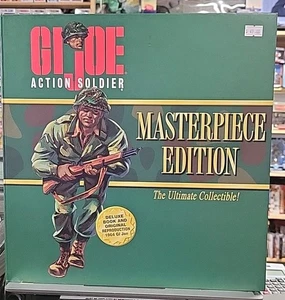 GI JOE
ACTION SOLDIER
MASTERPIECE
EDITION
The Ultimate Collectible!
DELUXE
BOOK AND
ORIGINAL
REPRODUCTION
1964 GI Joe